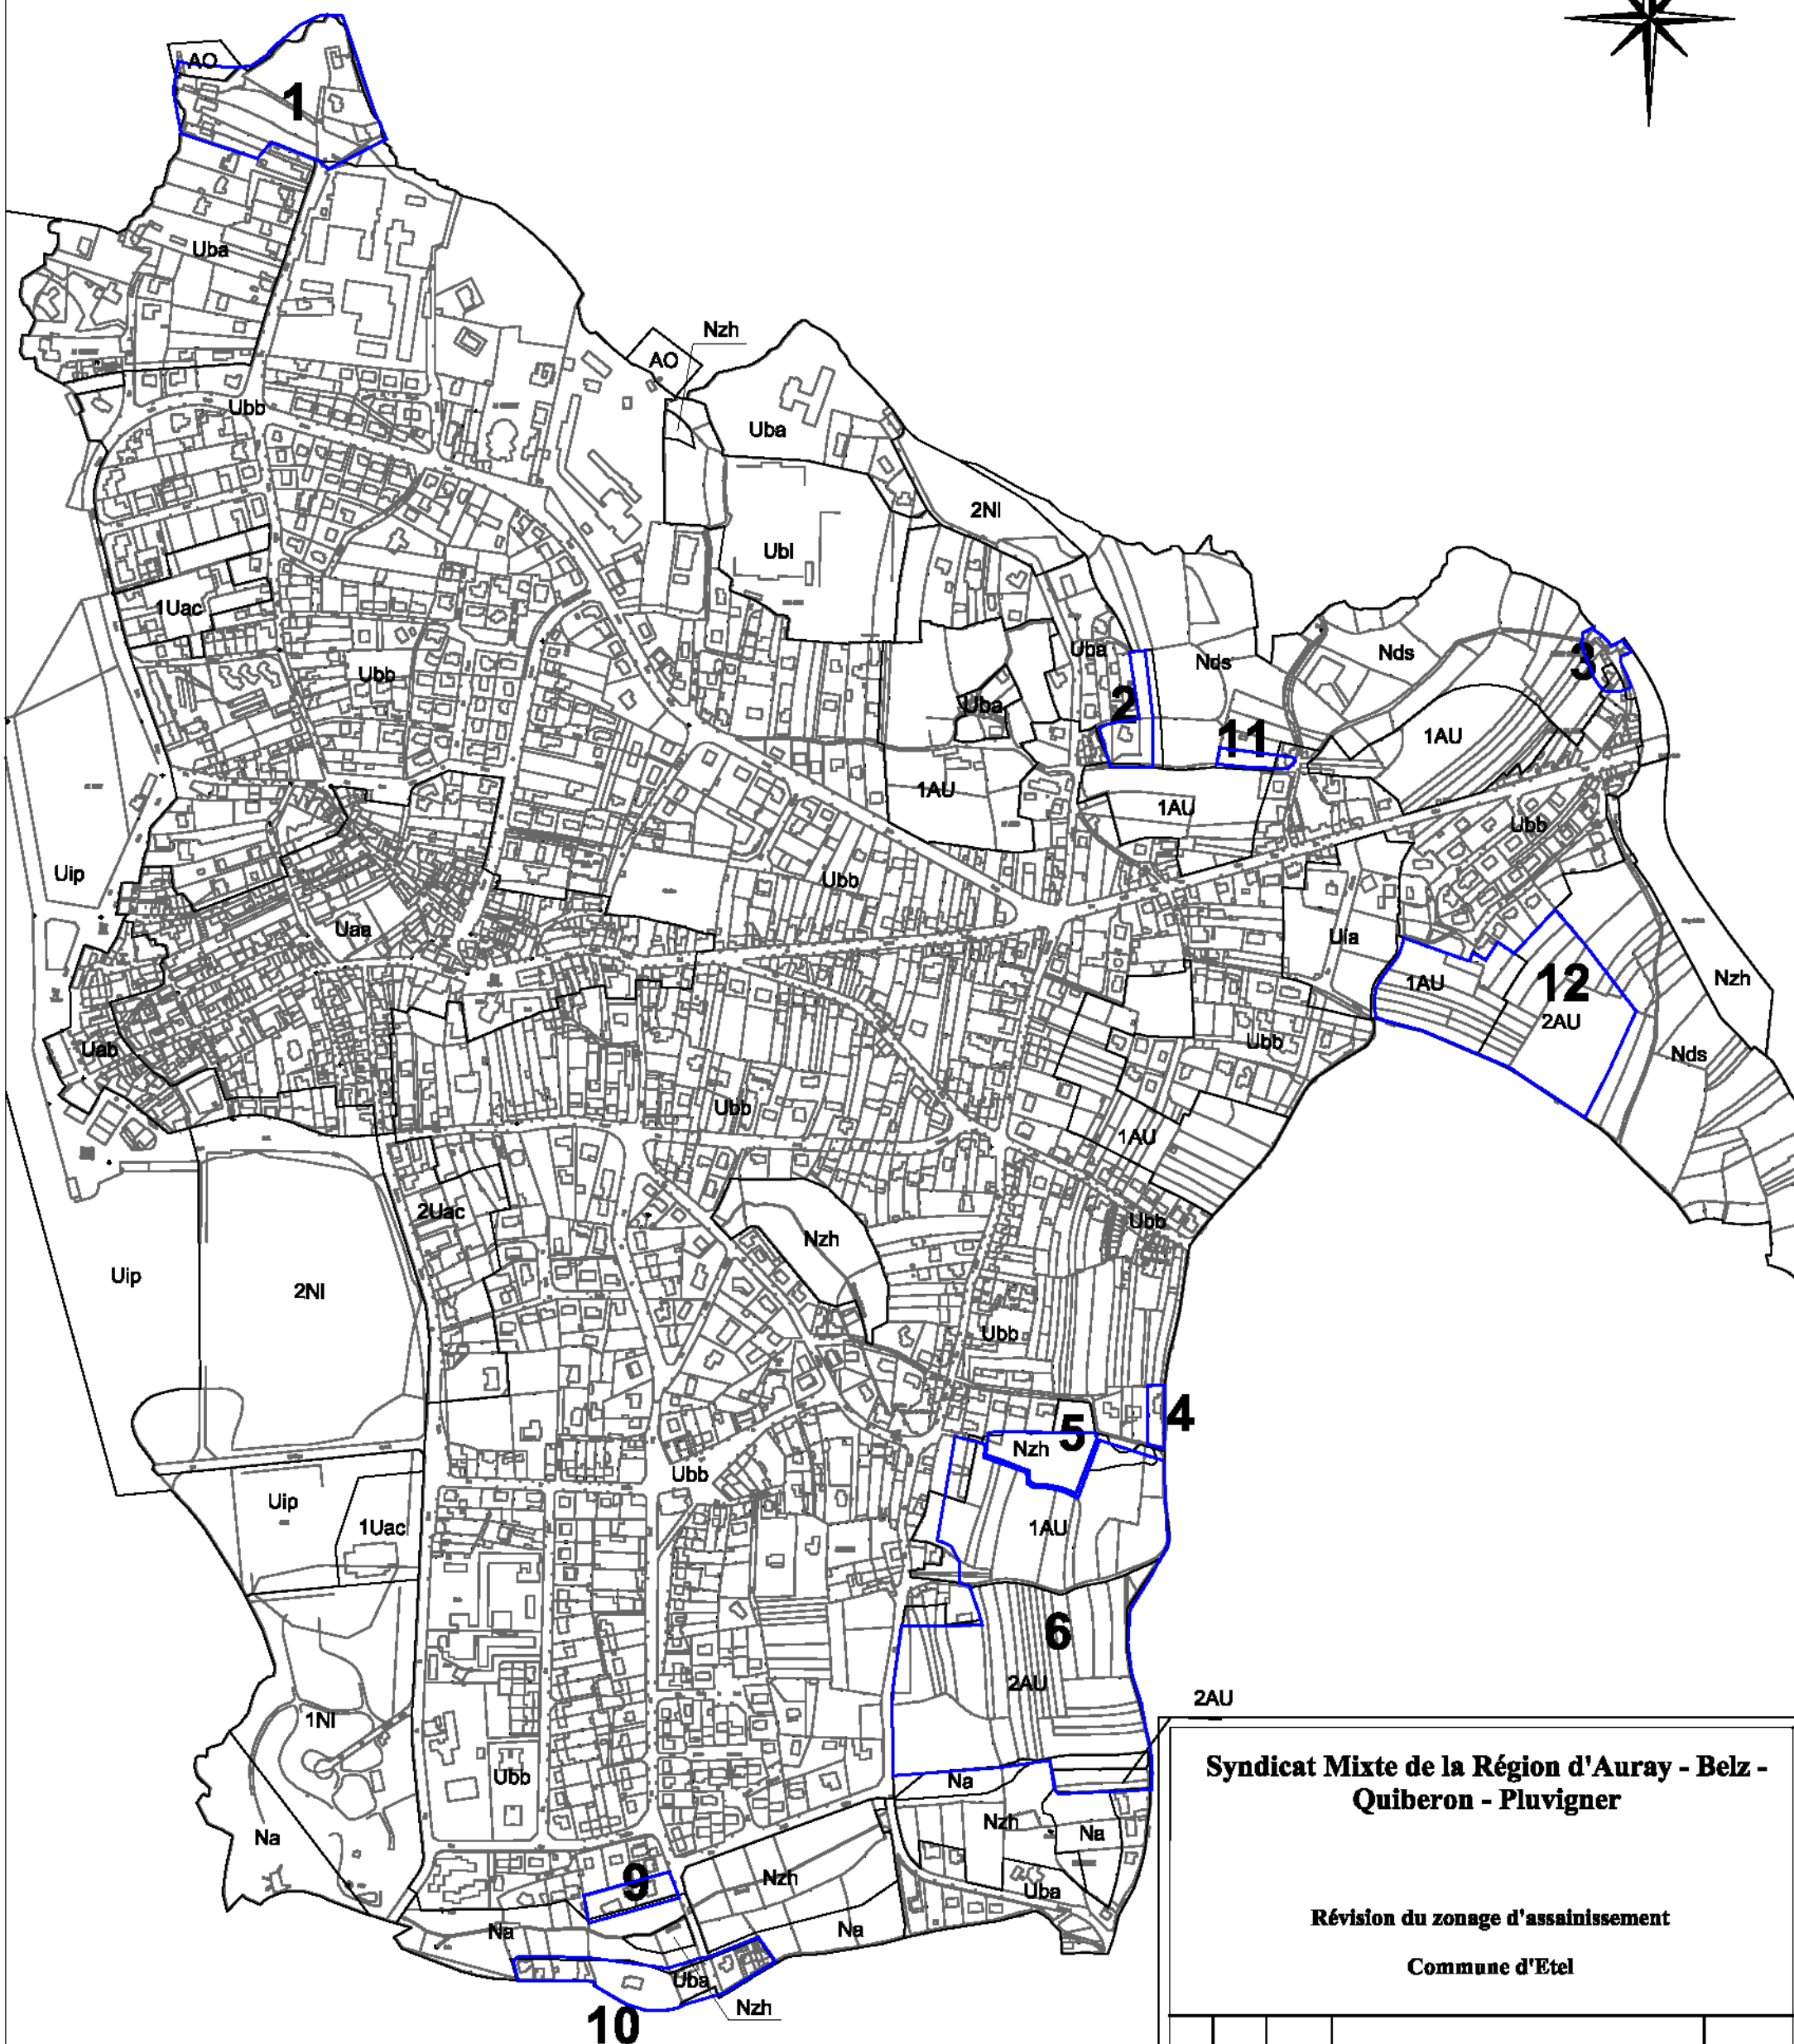 AO
1
Uba
Nzh
AO
Ubb
Uba
2Nl
Ubl
1Uac
Ubb
Uba
Nds
Nds
3
2
Uba
11
1AU
1AU
1AU
Ubb
Uip
Ubb
Uaa
Uia
1AU
12
2AU
Nzh
Uab
Ubb
Nds
Ubb
1AU
2Uac
Ubb
Nzh
Uip
2Nl
Ubb
4
5
Nzh
Ubb
Uip
1Uac
1AU
6
2AU
2AU
1Nl
Ubb
Na
Nzh
Na
Na
9
Nzh
Uba
Na
Na
Uba
Nzh
10
Syndicat Mixte de la Région d'Auray - Belz -
Quiberon - Pluvigner
Révision du zonage d'assainissement
Commune d'Etel